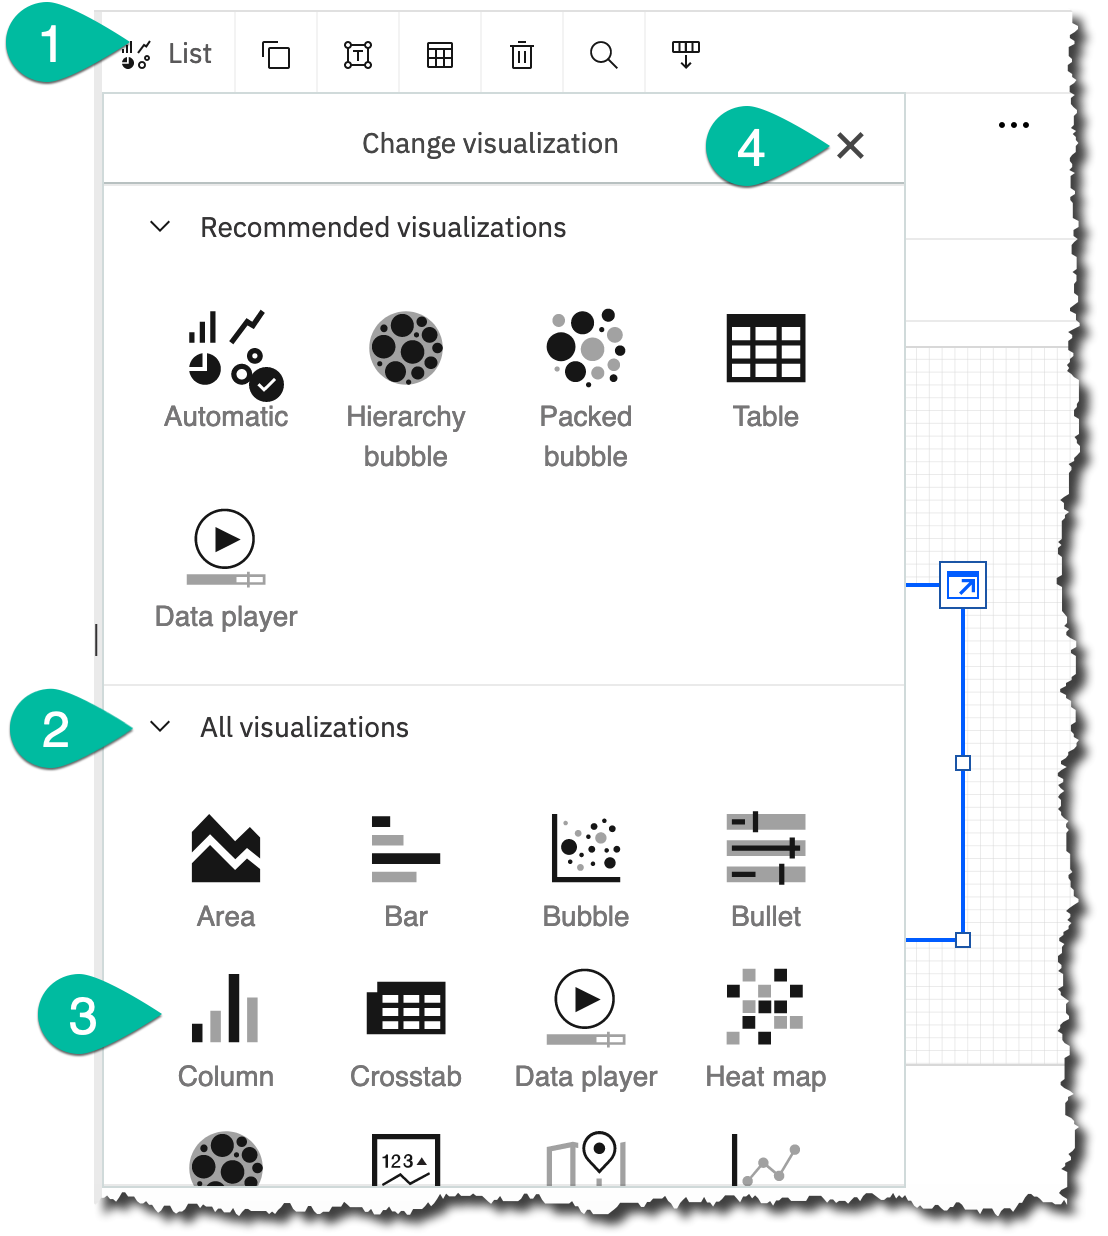 1 List
T
Change visualization 4
Recommended visualizations
Automatic Hierarchy bubble Packed bubble Table
Data player
2 All visualizations
Area Bar Bubble Bullet
3
Column Crosstab Data player Heat map
123